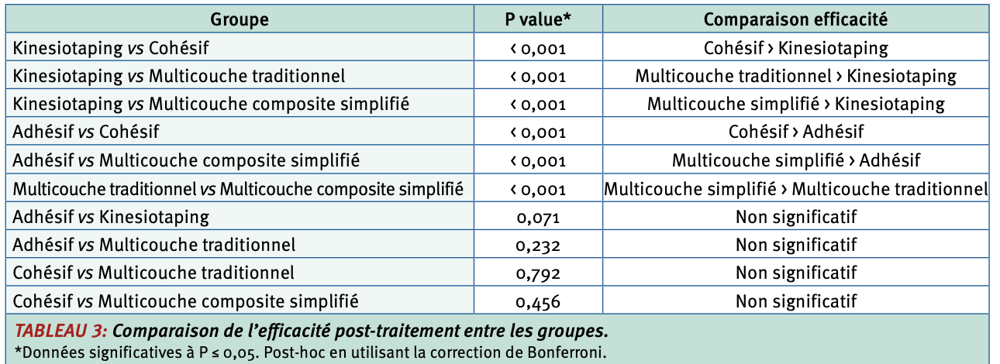 Groupe P value* Comparaison efficacité
Kinesiotaping vs Cohésif < 0,001 Cohésif > Kinesiotaping
Kinesiotaping vs Multicouche traditionnel < 0,001 Multicouche traditionnel > Kinesiotaping
Kinesiotaping vs Multicouche composite simplifié < 0,001 Multicouche simplifié > Kinesiotaping
Adhésif vs Cohésif < 0,001 Cohésif > Adhésif
Adhésif vs Multicouche composite simplifié < 0,001 Multicouche simplifié > Adhésif
Multicouche traditionnel vs Multicouche composite simplifié < 0,001 Multicouche simplifié > Multicouche traditionnel
Adhésif vs Kinesiotaping 0,071 Non significatif
Adhésif vs Multicouche traditionnel 0,232 Non significatif
Cohésif vs Multicouche traditionnel 0,792 Non significatif
Cohésif vs Multicouche composite simplifié 0,456 Non significatif
TABLEAU 3: Comparaison de l’efficacité post-traitement entre les groupes.
*Données significatives à P ≤ 0,05. Post-hoc en utilisant la correction de Bonferroni.